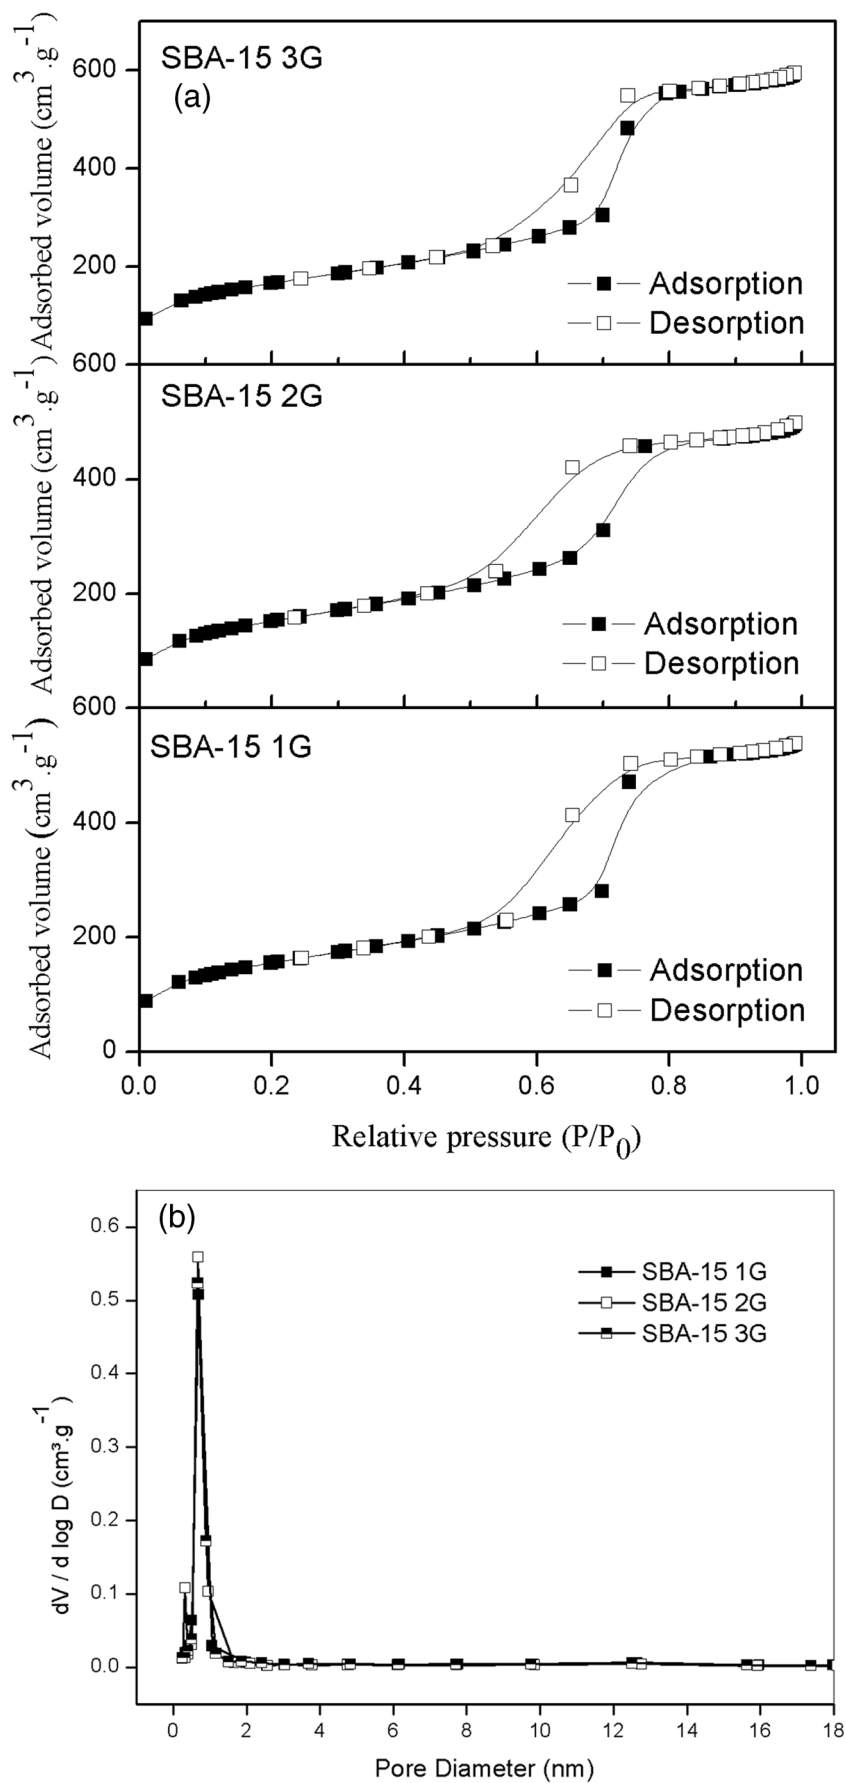 SBA-15 3G
(a)
Adsorbed volume (cm³.g⁻¹)
600
400
200
Adsorption
Desorption
600
SBA-15 2G
Adsorbed volume (cm³.g⁻¹)
400
200
Adsorption
Desorption
600
SBA-15 1G
Adsorbed volume (cm³.g⁻¹)
400
200
Adsorption
Desorption
0
0.0 0.2 0.4 0.6 0.8 1.0
Relative pressure (P/P₀)
(b)
0.6
0.5
0.4
0.3
0.2
0.1
0.0
SBA-15 1G
SBA-15 2G
SBA-15 3G
dV / d log D (cm³.g⁻¹)
0 2 4 6 8 10 12 14 16 18
Pore Diameter (nm)